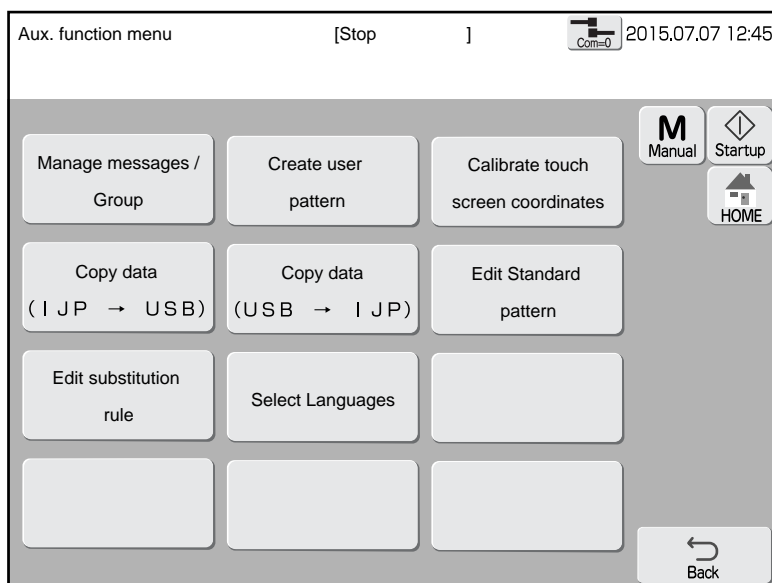 Aux. function menu [Stop ] Com=0 2015.07.07 12:45
M
Manual
Startup
HOME
Manage messages /
Group
Create user
pattern
Calibrate touch
screen coordinates
Copy data
(IJP → USB)
Copy data
(USB → IJP)
Edit Standard
pattern
Edit substitution
rule
Select Languages
Back